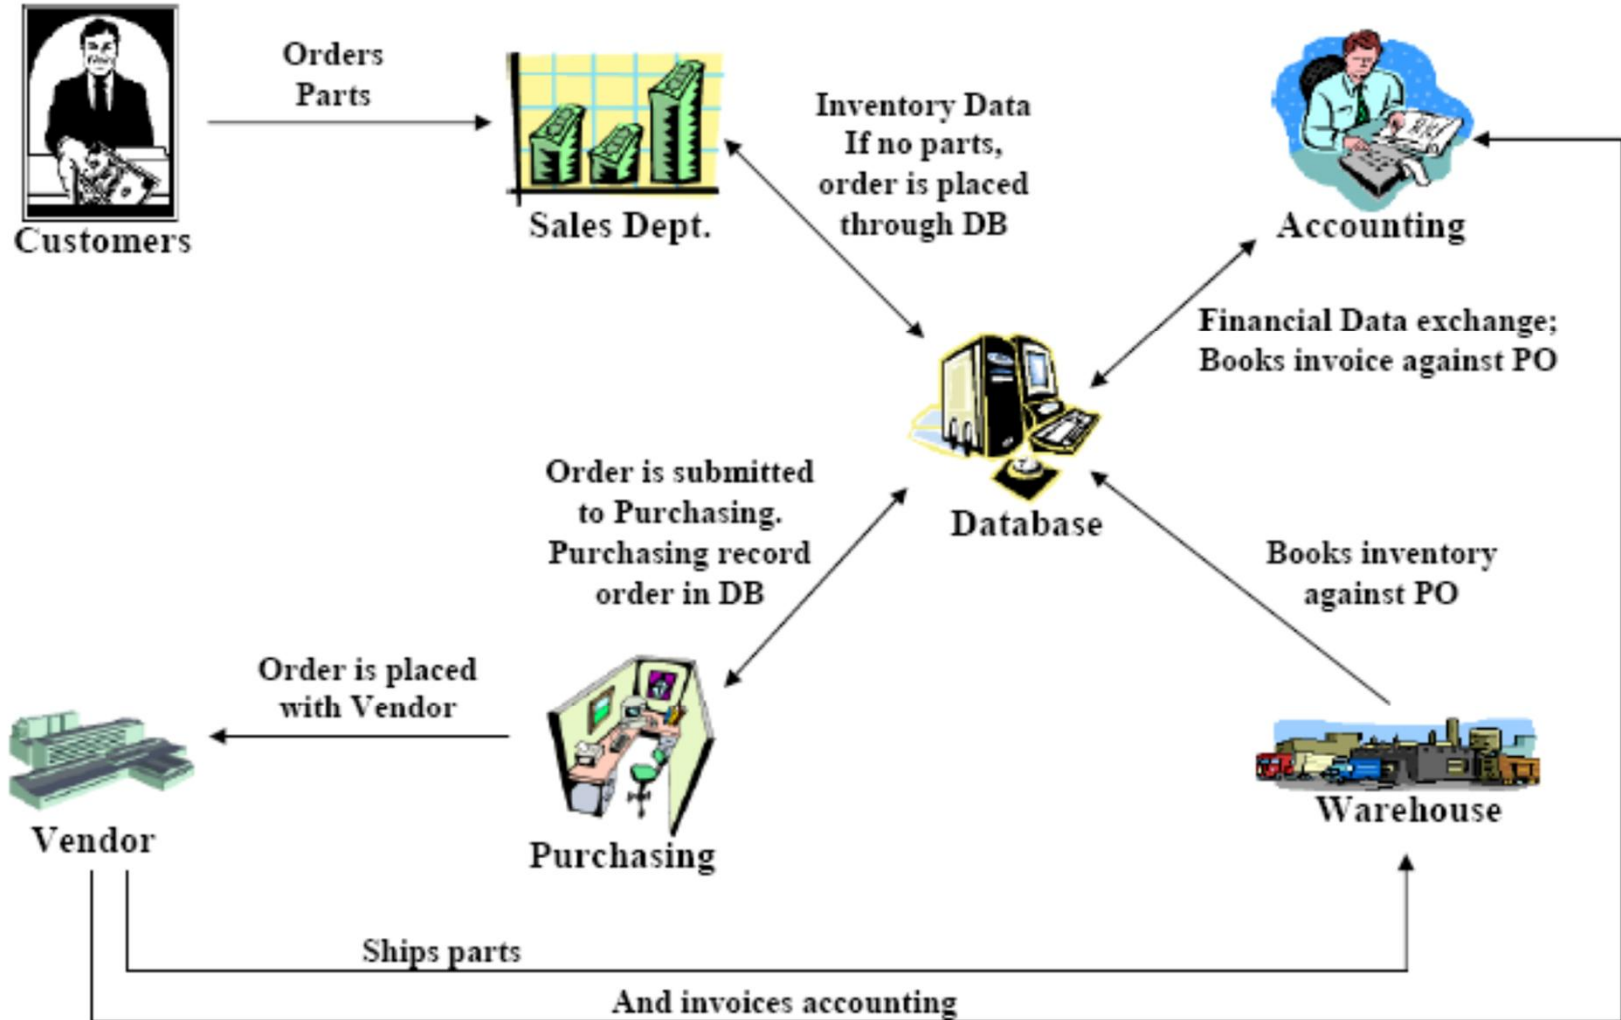 Orders
Parts
Customers
Sales Dept.
Inventory Data
If no parts,
order is placed
through DB
Accounting
Financial Data exchange;
Books invoice against PO
Database
Order is submitted
to Purchasing.
Purchasing record
order in DB
Books inventory
against PO
Order is placed
with Vendor
Vendor
Purchasing
Warehouse
Ships parts
And invoices accounting